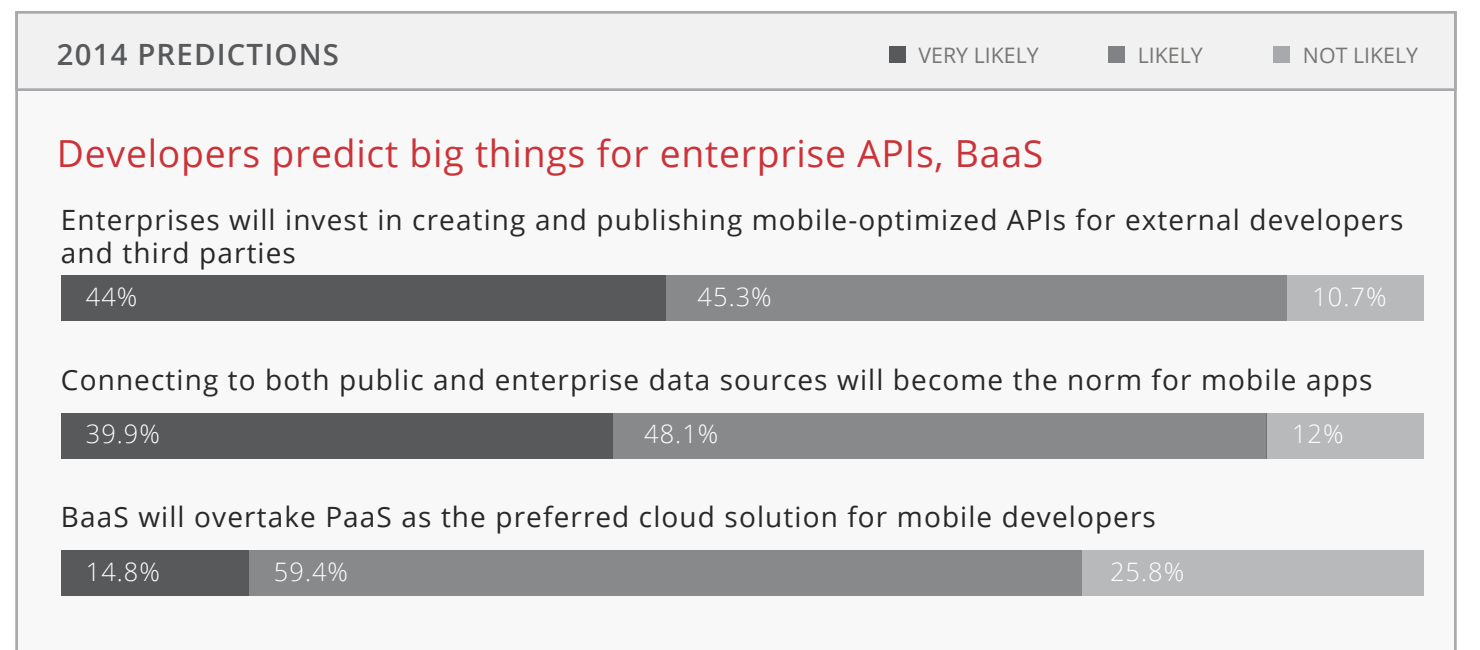 2014 PREDICTIONS
VERY LIKELY
LIKELY
NOT LIKELY
Developers predict big things for enterprise APIs, BaaS
Enterprises will invest in creating and publishing mobile-optimized APIs for external developers
and third parties
44% 45.3% 10.7%
Connecting to both public and enterprise data sources will become the norm for mobile apps
39.9% 48.1% 12%
BaaS will overtake PaaS as the preferred cloud solution for mobile developers
14.8% 59.4% 25.8%